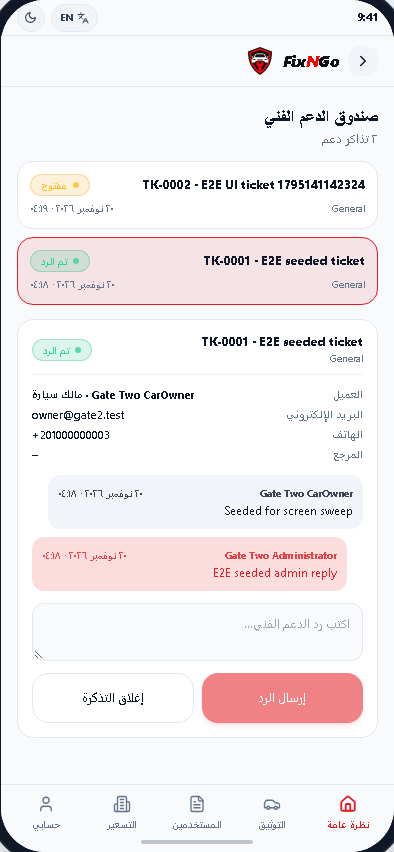 9:41
EN
FixNGo
صندوق الدعم الفني
٢ تذاكر دعم
TK-0002 - E2E UI ticket 1795141142324
مفتوح
General
٢٠ نوفمبر ٢٠٢٦ · ٠٤:١٩
TK-0001 - E2E seeded ticket
تم الرد
General
٢٠ نوفمبر ٢٠٢٦ · ٠٤:١٨
TK-0001 - E2E seeded ticket
General
تم الرد
العميل
Gate Two CarOwner · مالك سيارة
البريد الإلكتروني
owner@gate2.test
الهاتف
+201000000003
المرجع
—
Gate Two CarOwner
٢٠ نوفمبر ٢٠٢٦ · ٠٤:١٨
Seeded for screen sweep
Gate Two Administrator
٢٠ نوفمبر ٢٠٢٦ · ٠٤:١٨
E2E seeded admin reply
اكتب رد الدعم الفني...
إرسال الرد
إغلاق التذكرة
نظرة عامة
التوثيق
المستخدمين
التسعير
حسابي